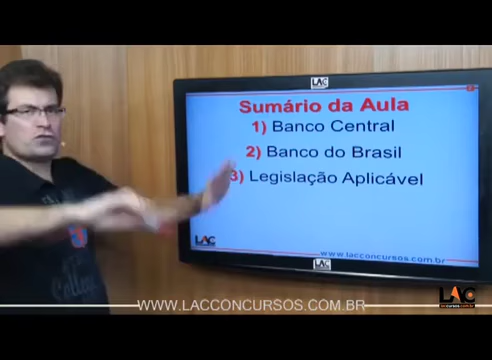 LAC
Sumário da Aula
1) Banco Central
2) Banco do Brasil
3) Legislação Aplicável
LAC
www.lacconcursos.com.br
LAC
WWW.LACCONCURSOS.COM.BR
LAC